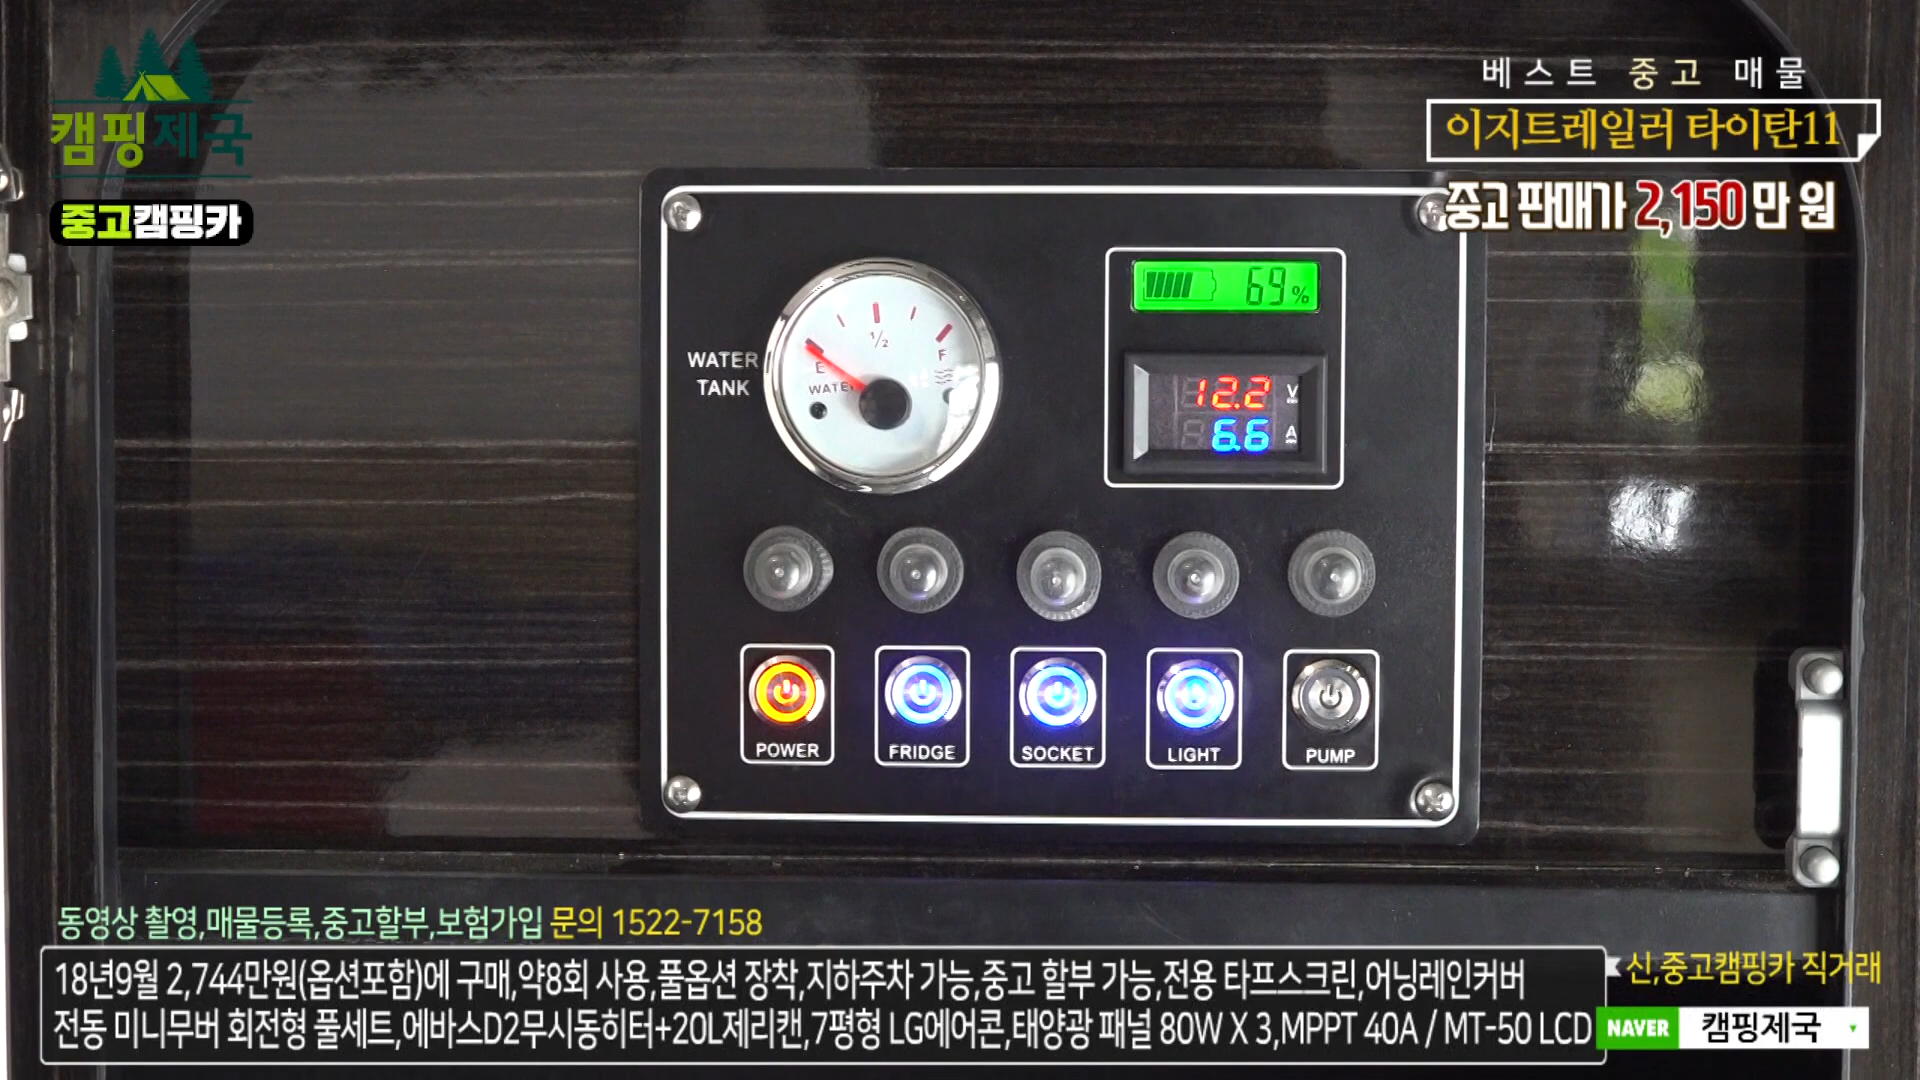 캠핑제국
중고캠핑카
베스트 중고 매물
이지트레일러 타이탄11
중고 판매가 2,150만 원
WATER TANK
E
1/2
F
WATER
69%
12.2 V
6.6 A
POWER
FRIDGE
SOCKET
LIGHT
PUMP
동영상 촬영,매물등록,중고할부,보험가입 문의 1522-7158
18년9월 2,744만원(옵션포함)에 구매,약8회 사용,풀옵션 장착,지하주차 가능,중고 할부 가능,전용 타프스크린,어닝레인커버
전동 미니무버 회전형 풀세트,에바스D2무시동히터+20L제리캔,7평형 LG에어콘,태양광 패널 80W X 3,MPPT 40A / MT-50 LCD
신,중고캠핑카 직거래
NAVER 캠핑제국